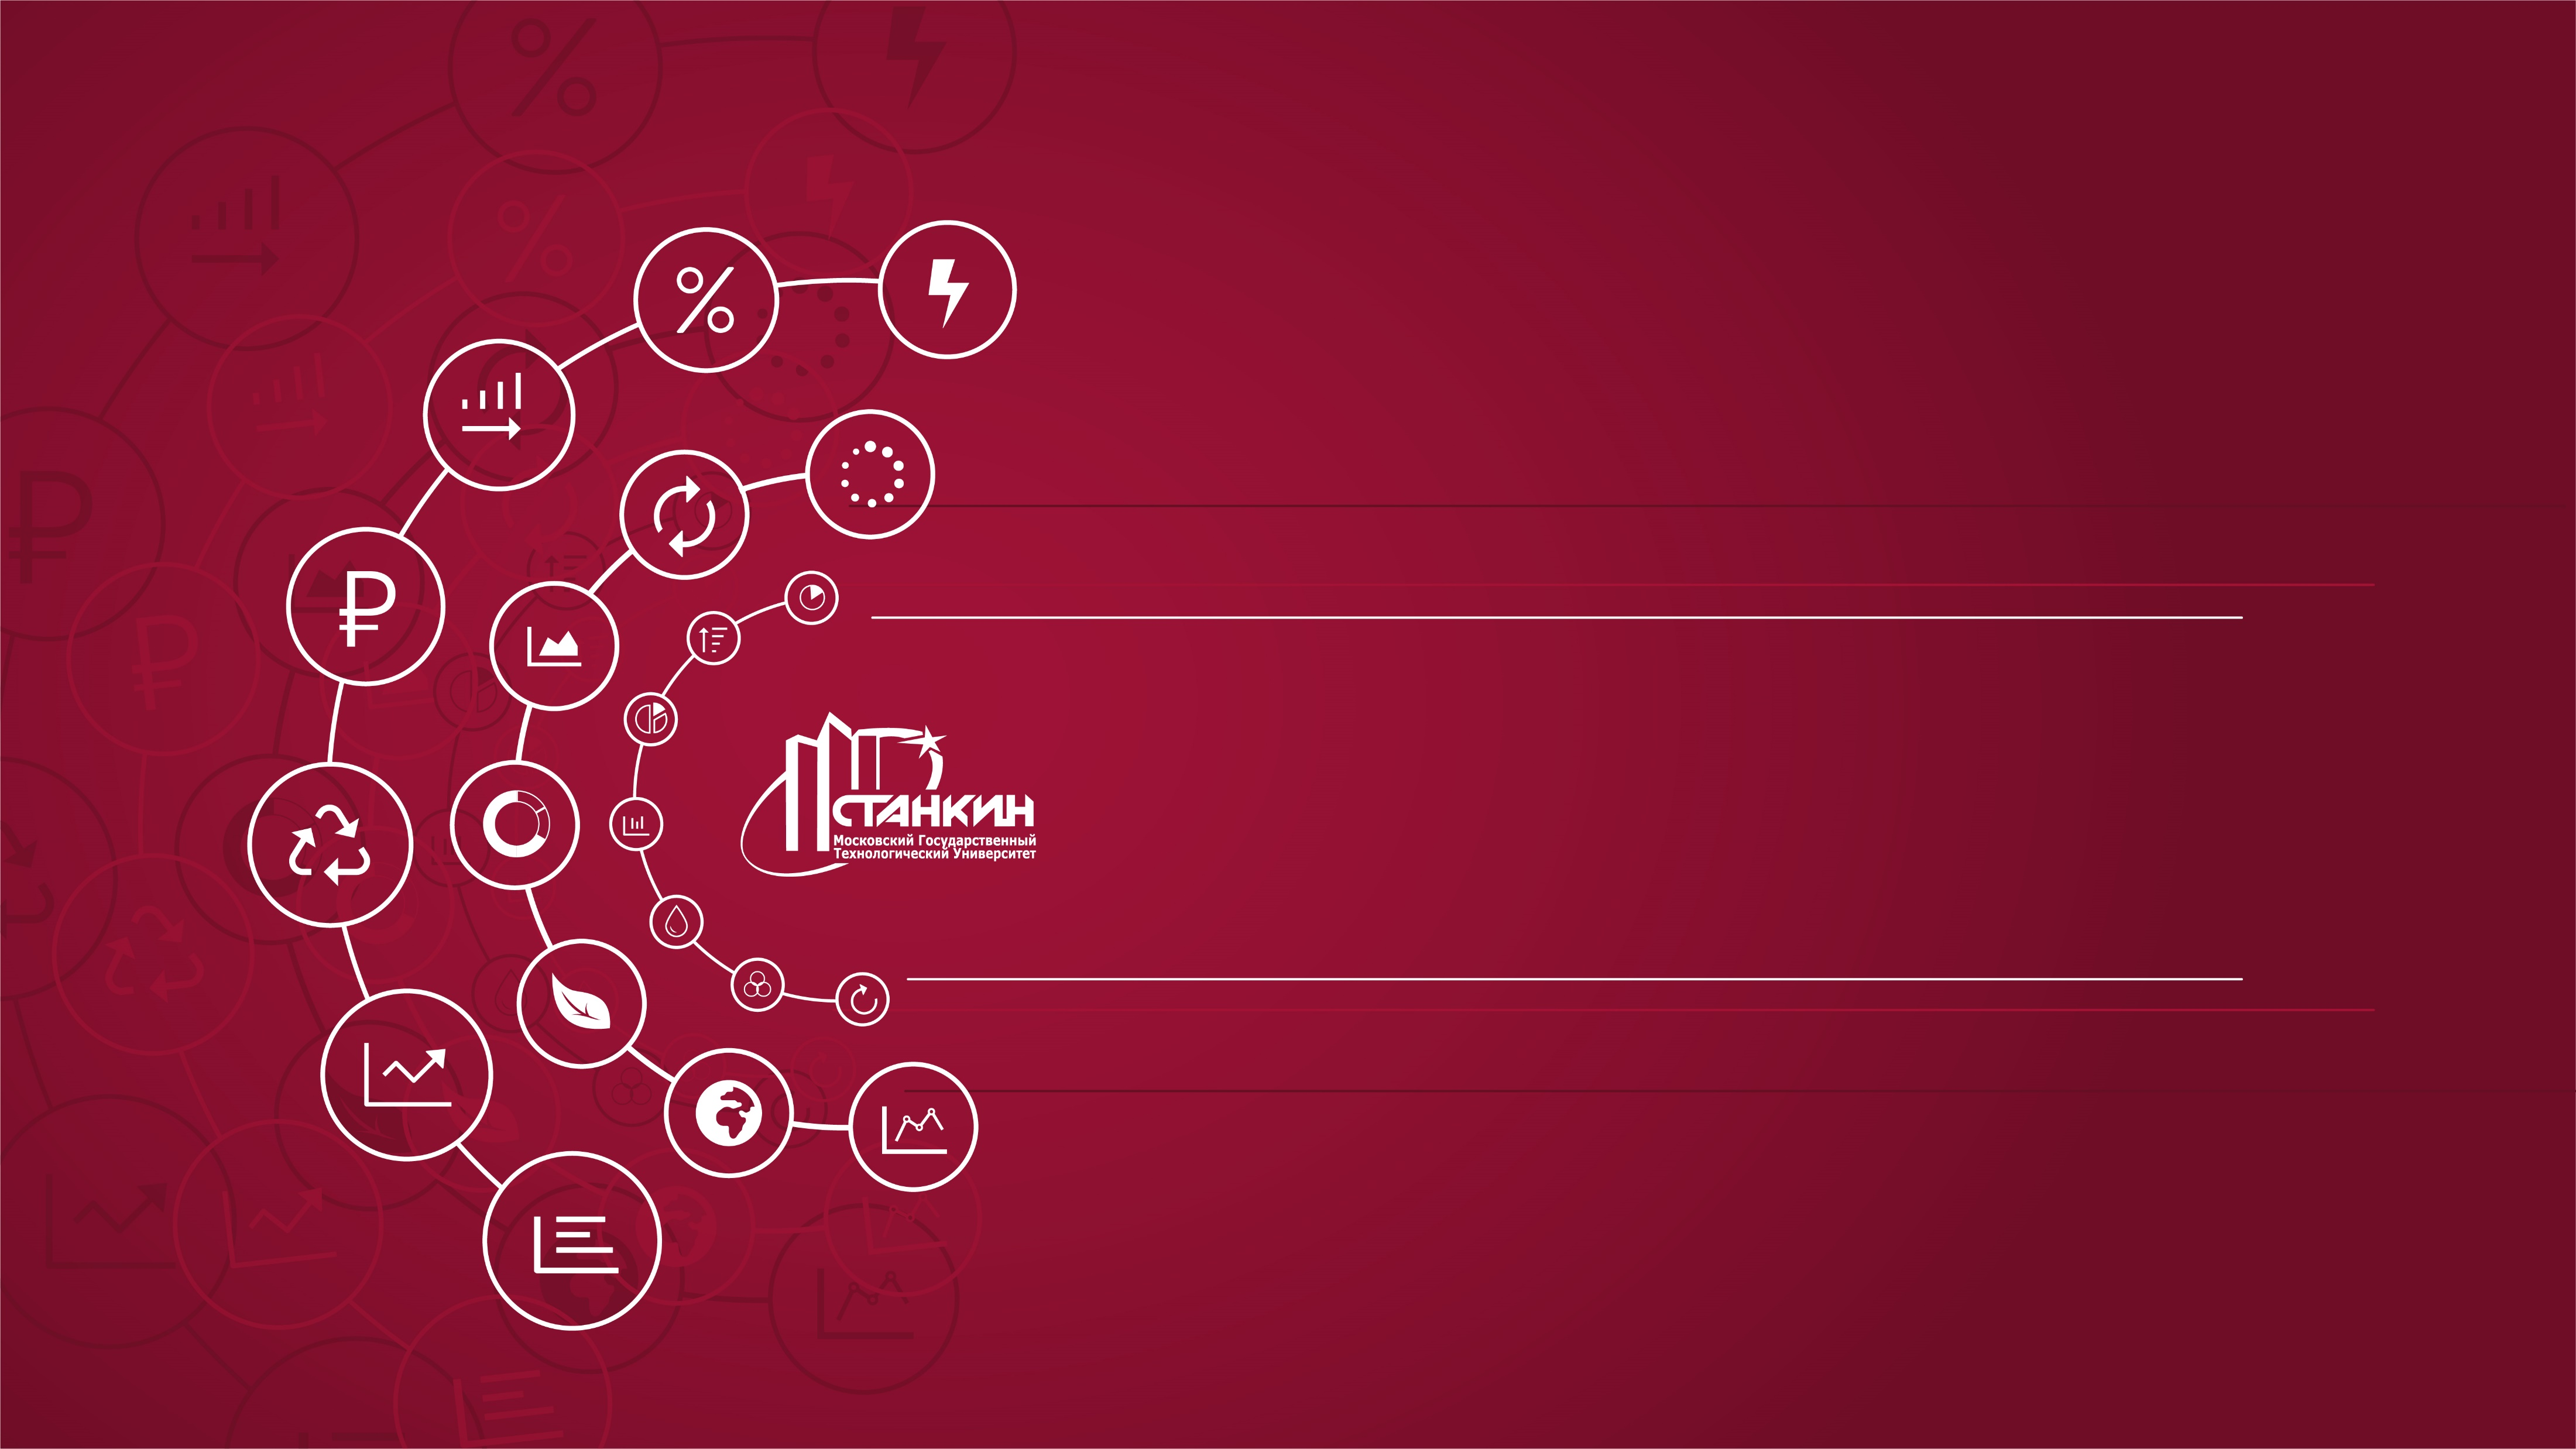 СТАНКИН
Московский Государственный
Технологический Университет